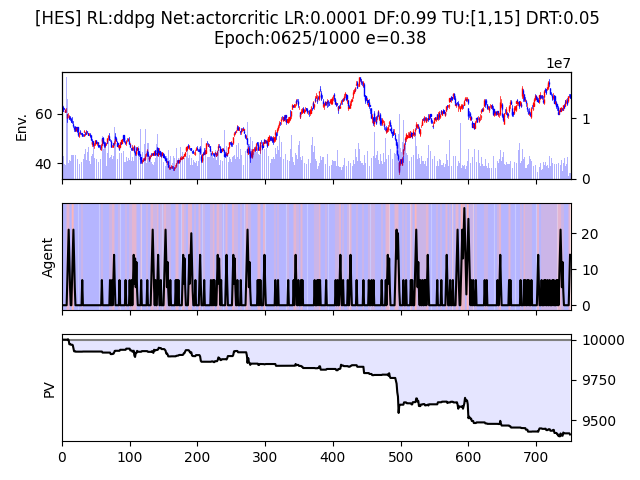 [HES] RL:ddpg Net:actorcritic LR:0.0001 DF:0.99 TU:[1,15] DRT:0.05
Epoch:0625/1000 e=0.38
1e7
Env.
60
40
1
0
Agent
20
10
0
PV
10000
9750
9500
0 100 200 300 400 500 600 700